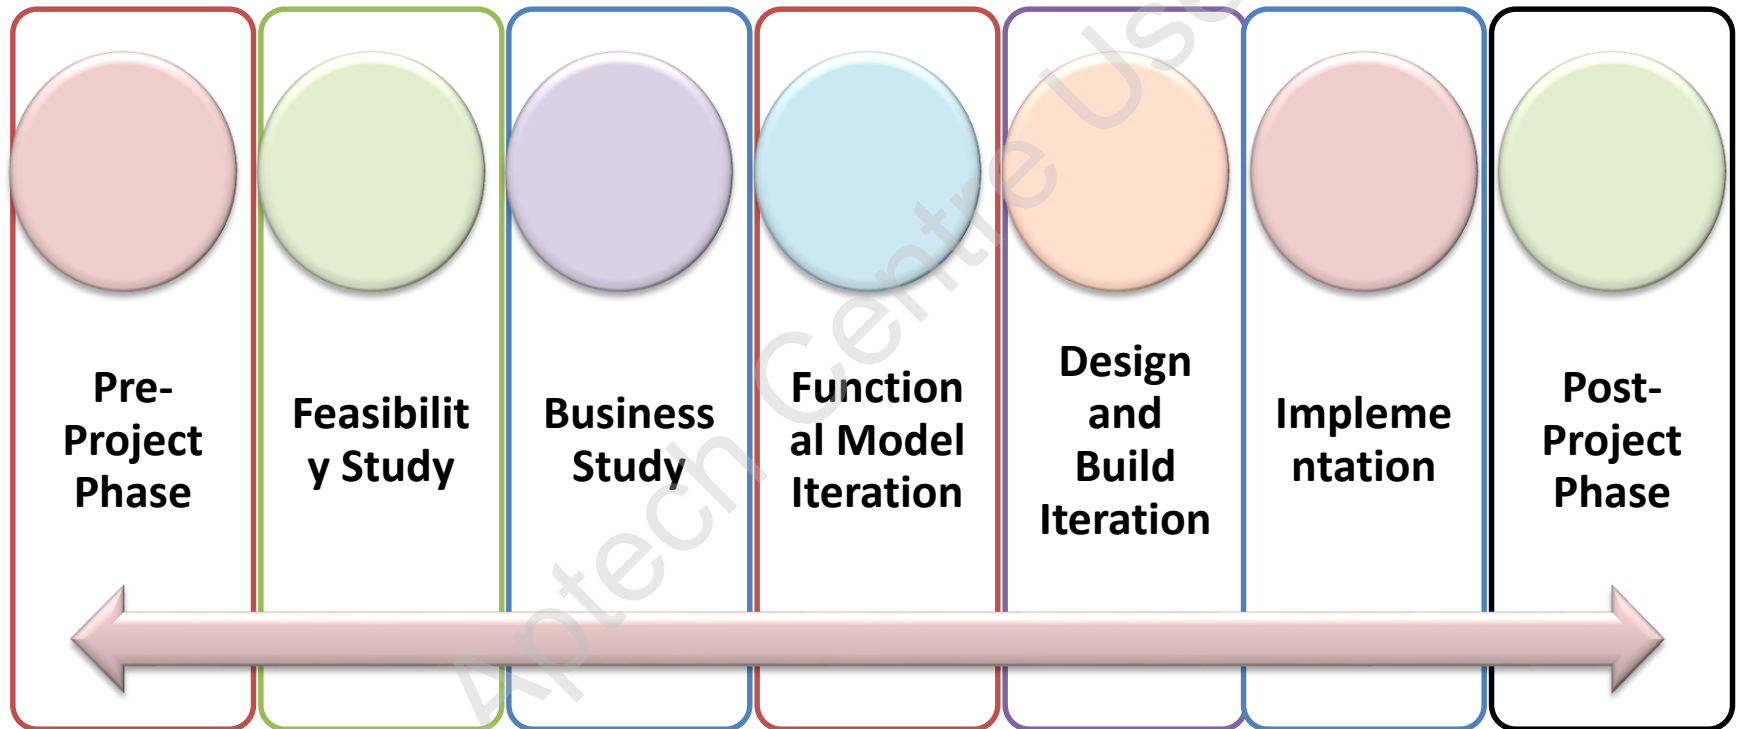 Pre-
Project
Phase
Feasibilit
y Study
Business
Study
Function
al Model
Iteration
Design
and
Build
Iteration
Impleme
ntation
Post-
Project
Phase
Aptech Centre Use